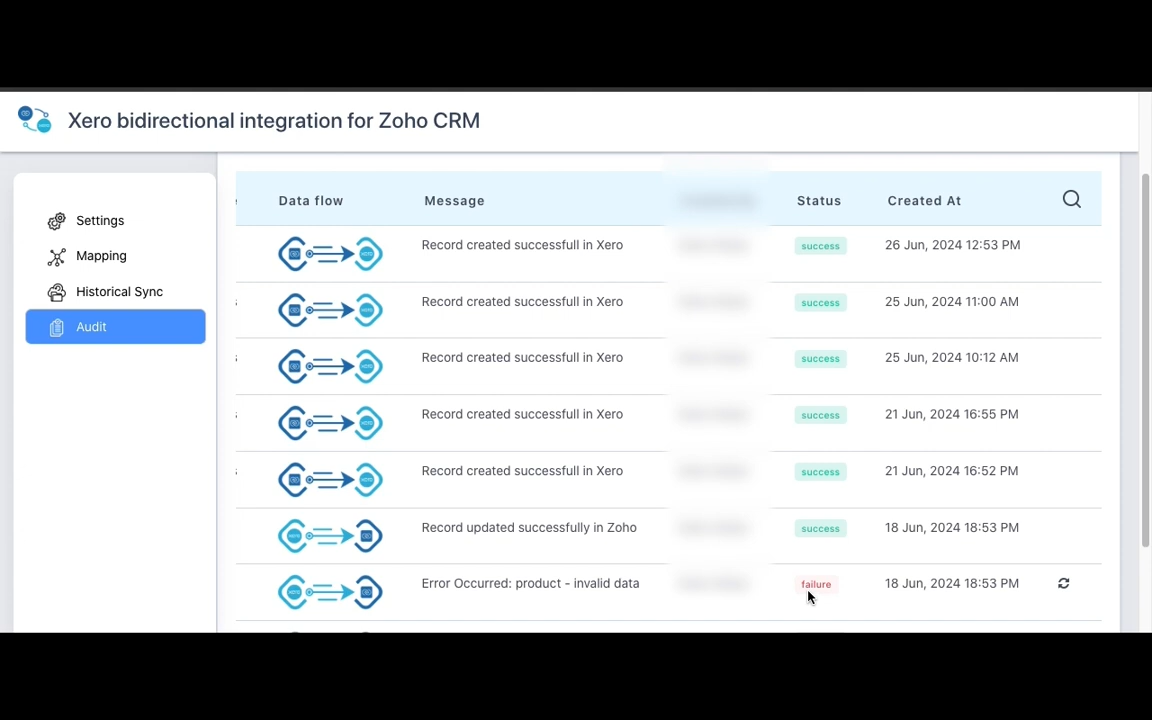 Xero bidirectional integration for Zoho CRM
Settings
Mapping
Historical Sync
Audit
Data flow Message Status Created At
Record created successfull in Xero success 26 Jun, 2024 12:53 PM
Record created successfull in Xero success 25 Jun, 2024 11:00 AM
Record created successfull in Xero success 25 Jun, 2024 10:12 AM
Record created successfull in Xero success 21 Jun, 2024 16:55 PM
Record created successfull in Xero success 21 Jun, 2024 16:52 PM
Record updated successfully in Zoho success 18 Jun, 2024 18:53 PM
Error Occurred: product - invalid data failure 18 Jun, 2024 18:53 PM